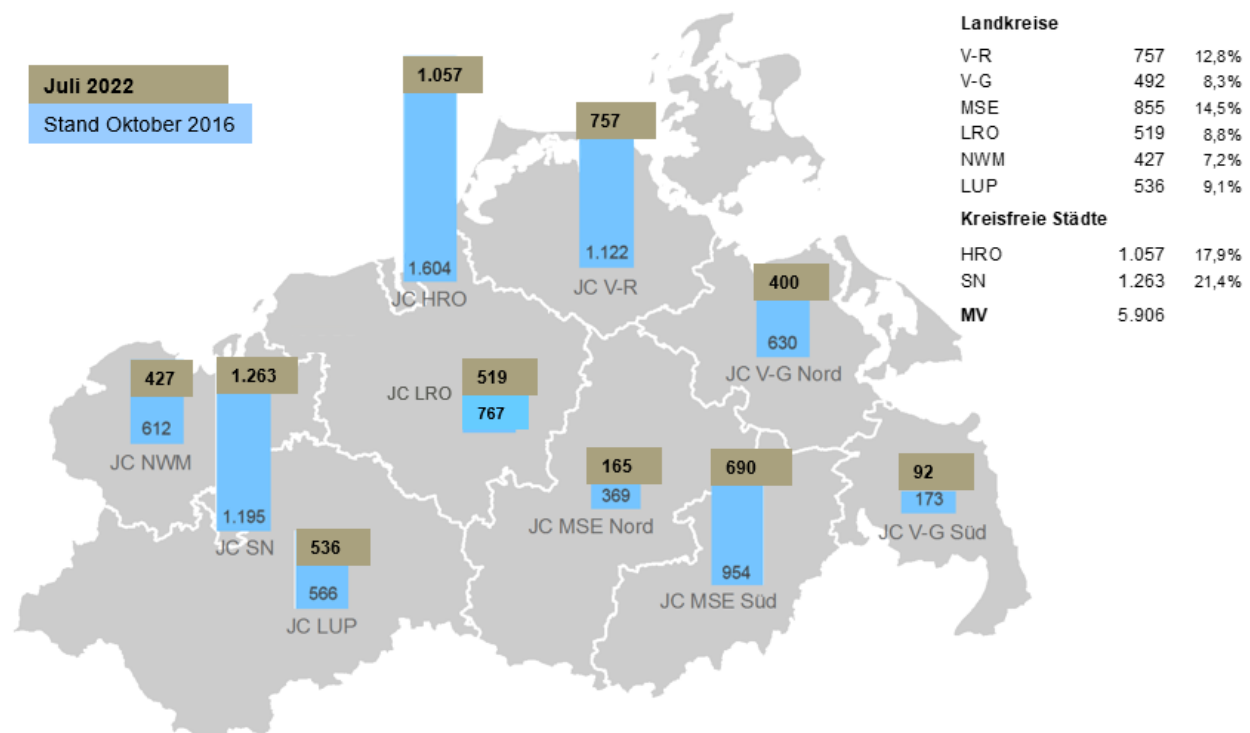 Juli 2022
Stand Oktober 2016
1.057
1.604
JC HRO
757
1.122
JC V-R
400
630
JC V-G Nord
427
612
JC NWM
1.263
1.195
JC SN
JC LRO
519
767
165
369
JC MSE Nord
690
954
JC MSE Süd
92
173
JC V-G Süd
536
566
JC LUP
Landkreise
V-R 757 12,8%
V-G 492 8,3%
MSE 855 14,5%
LRO 519 8,8%
NWM 427 7,2%
LUP 536 9,1%
Kreisfreie Städte
HRO 1.057 17,9%
SN 1.263 21,4%
MV 5.906